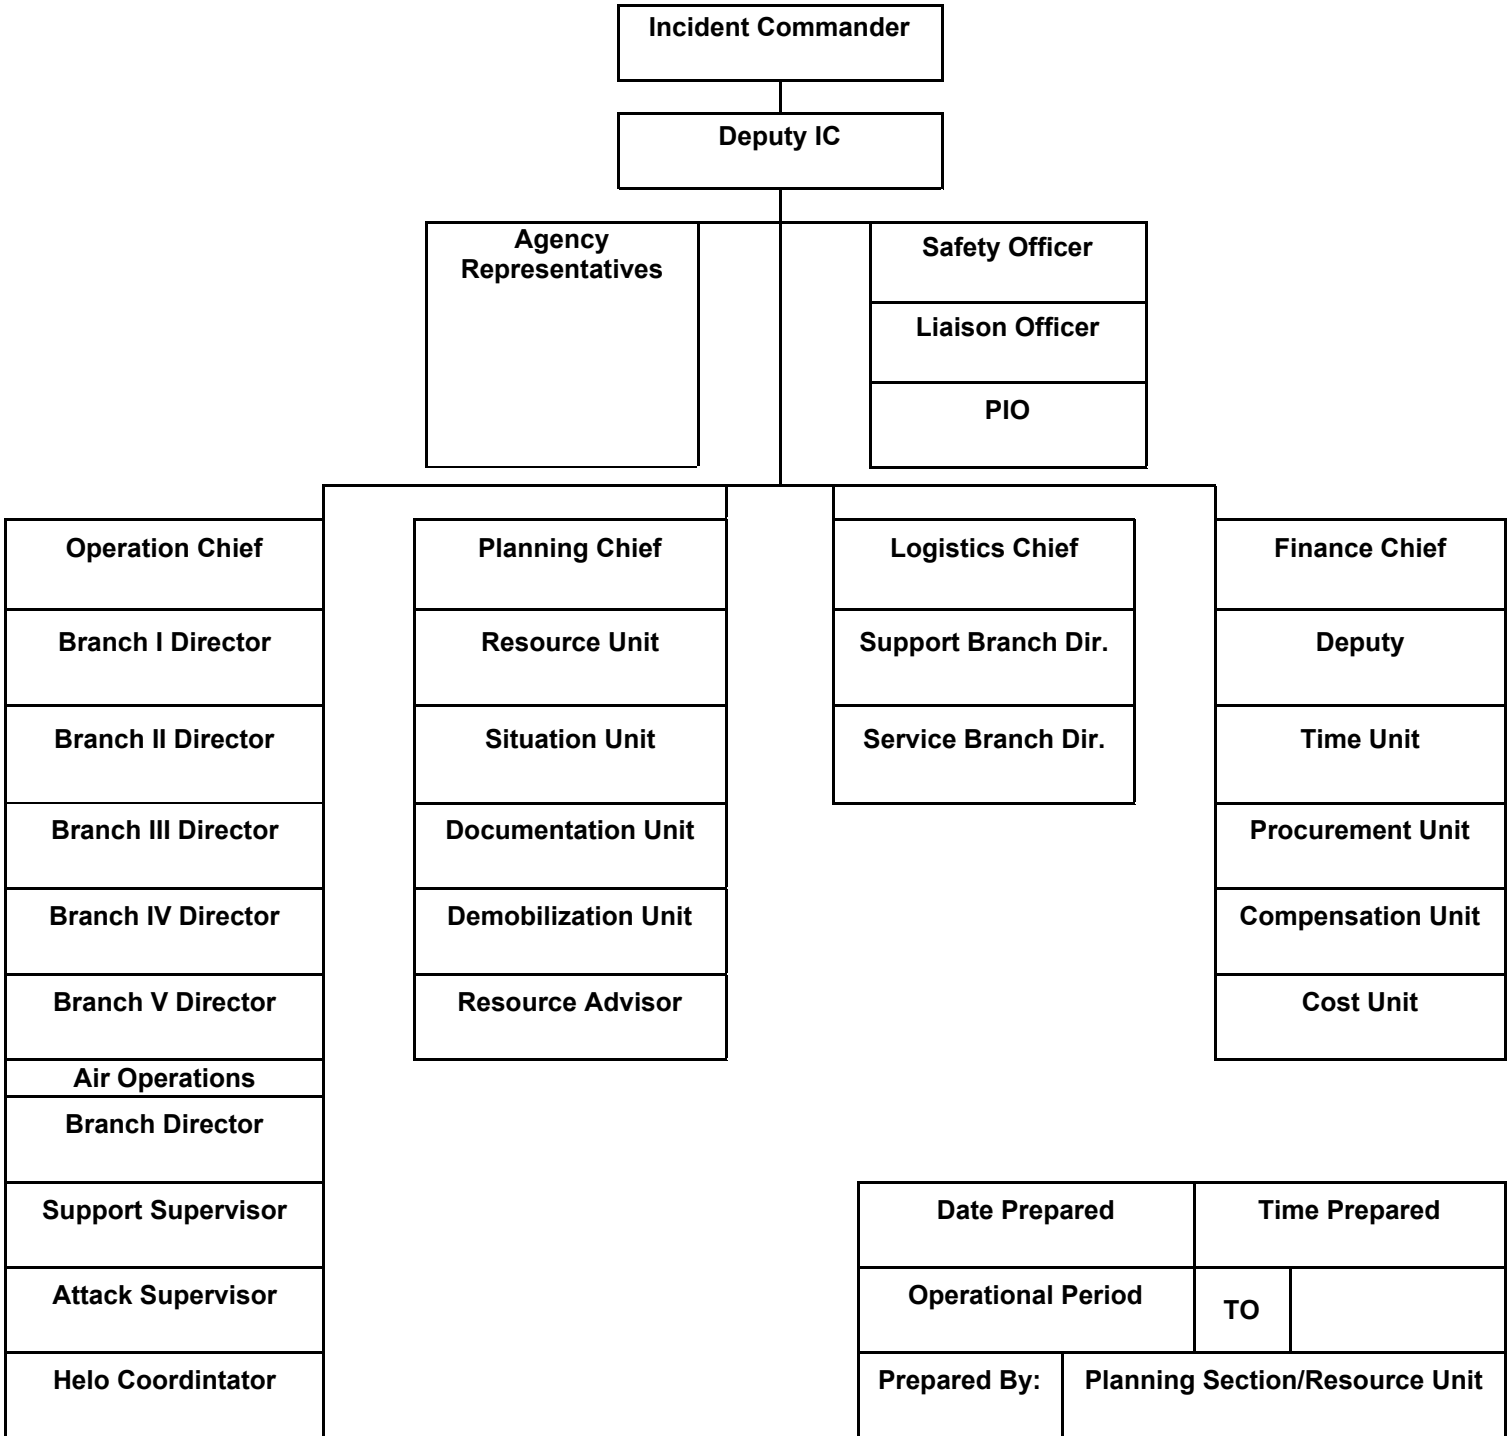 Incident Commander
Deputy IC
Agency
Representatives
Safety Officer
Liaison Officer
PIO
Operation Chief
Branch I Director
Branch II Director
Branch III Director
Branch IV Director
Branch V Director
Air Operations
Branch Director
Support Supervisor
Attack Supervisor
Helo Coordintator
Planning Chief
Resource Unit
Situation Unit
Documentation Unit
Demobilization Unit
Resource Advisor
Logistics Chief
Support Branch Dir.
Service Branch Dir.
Finance Chief
Deputy
Time Unit
Procurement Unit
Compensation Unit
Cost Unit
Date Prepared
Time Prepared
Operational Period
TO
Prepared By:
Planning Section/Resource Unit